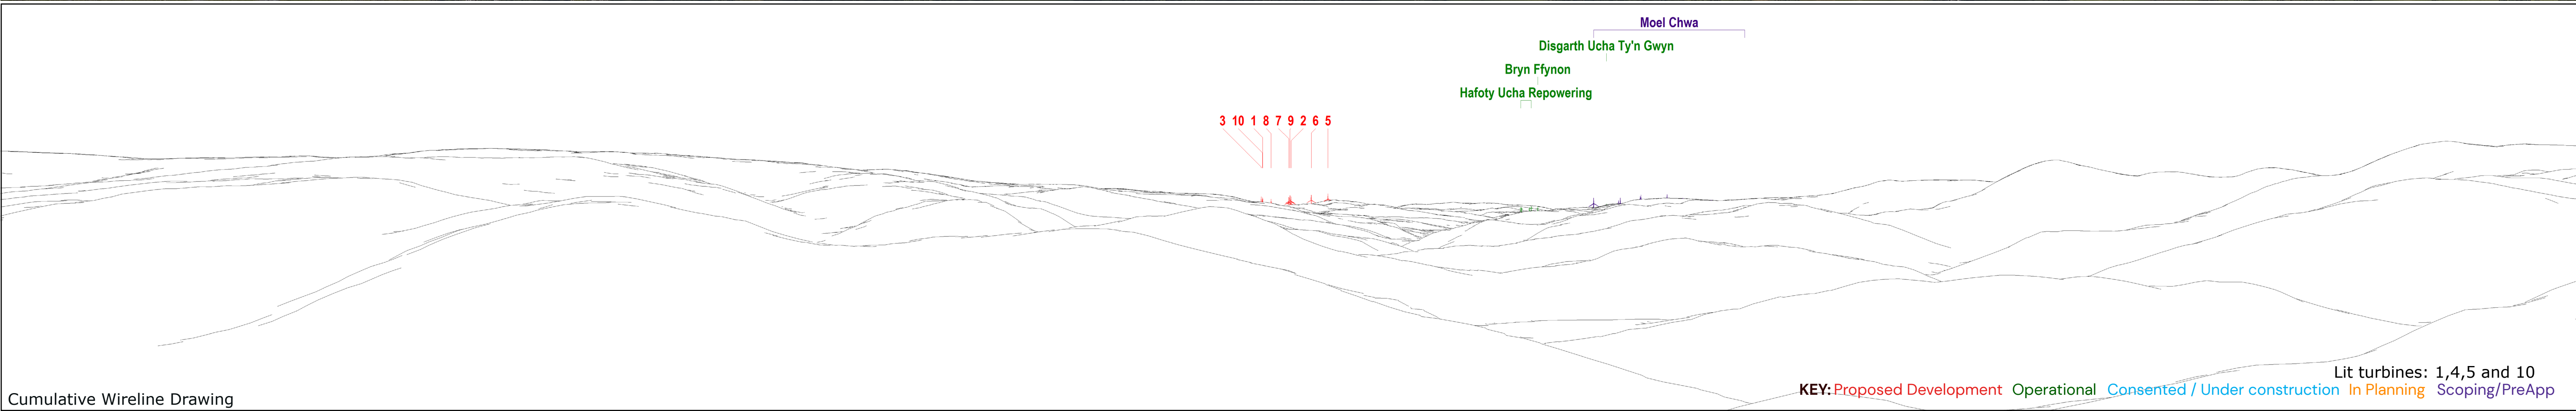 Moel Chwa
Disgarth Ucha Ty'n Gwyn
Bryn Ffynon
Hafoty Ucha Repowering
3 10 1 8 7 9 2 6 5
Lit turbines: 1,4,5 and 10
KEY: Proposed Development Operational Consented / Under construction In Planning Scoping/PreApp
Cumulative Wireline Drawing